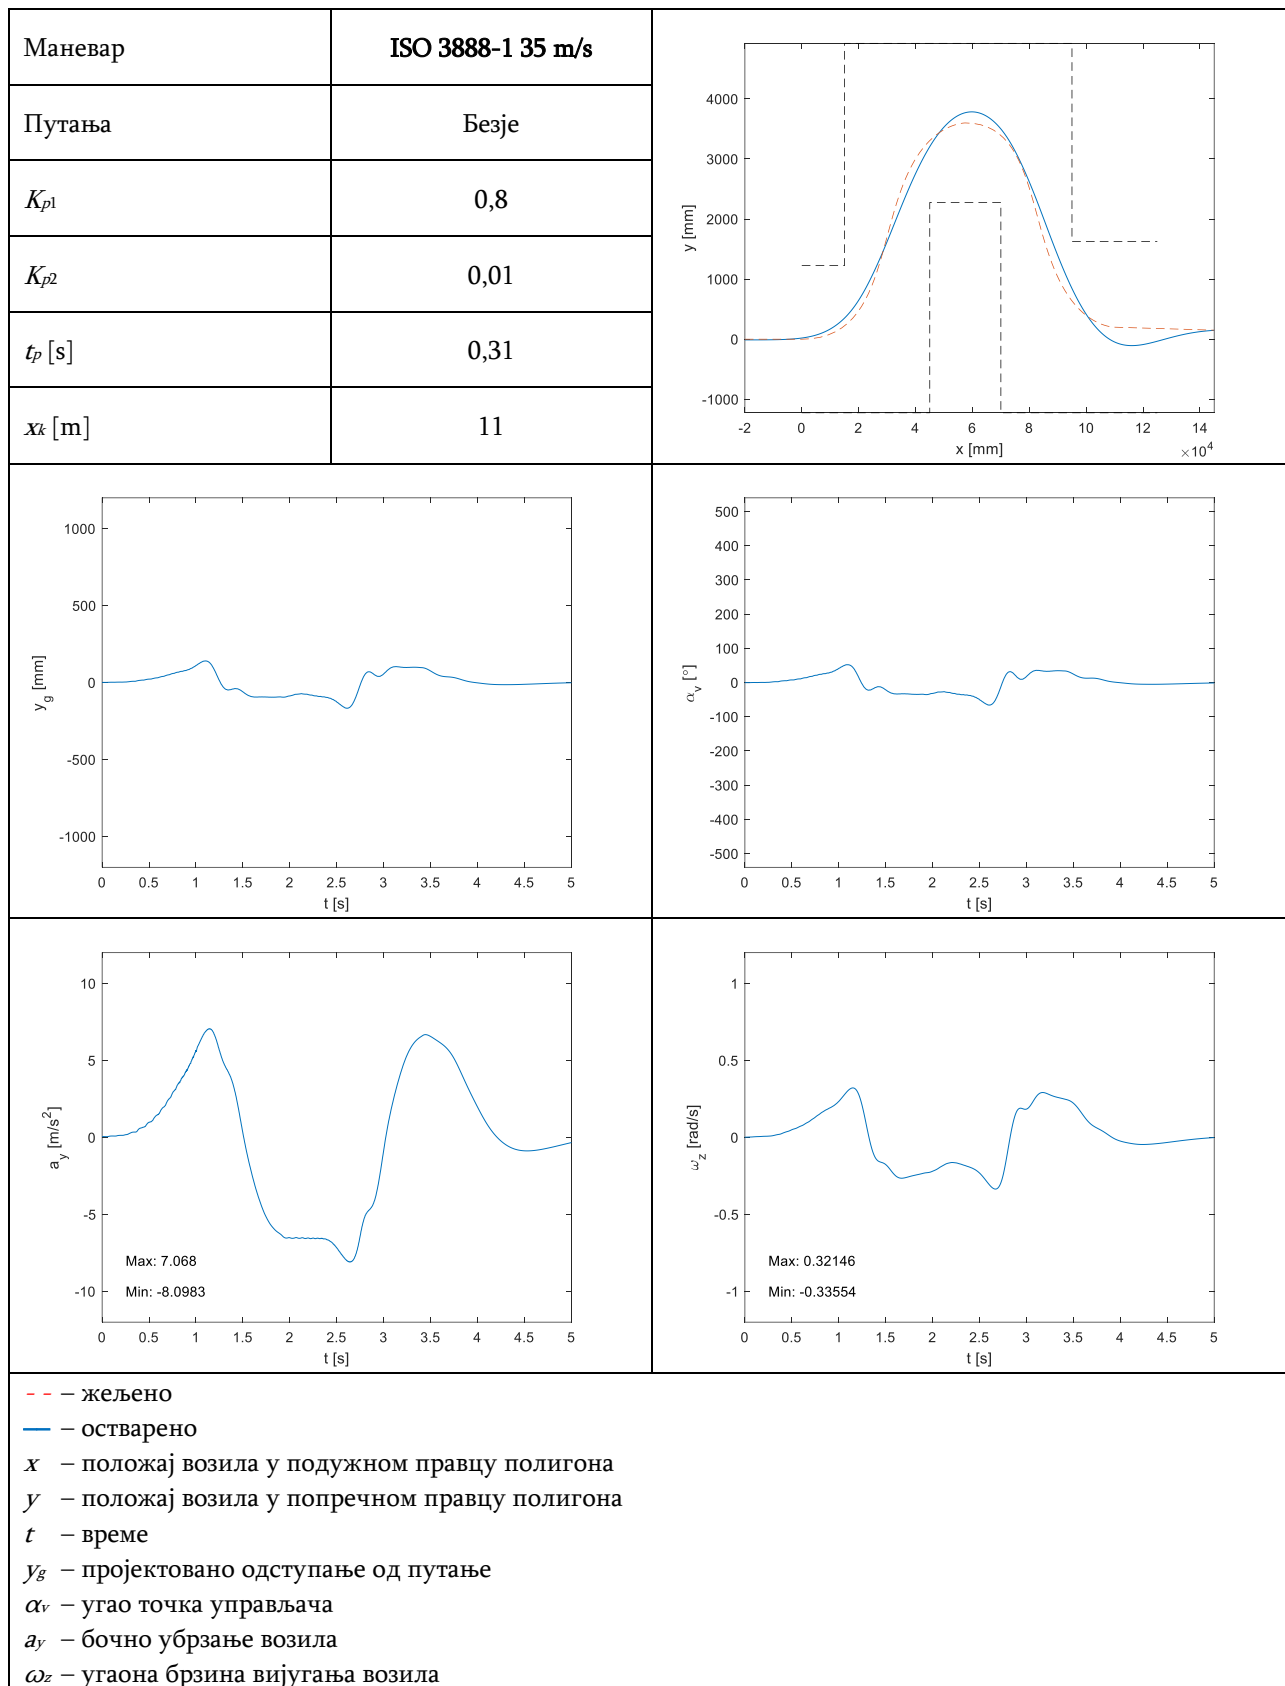 Маневар ISO 3888-1 35 m/s
Путања Безје
Kp1 0,8
Kp2 0,01
tp [s] 0,31
xk [m] 11
4000
3000
2000
1000
0
-1000
y [mm]
-2 0 2 4 6 8 10 12 14
x [mm]
×10⁴
1000
500
0
-500
-1000
y_g [mm]
0 0.5 1 1.5 2 2.5 3 3.5 4 4.5 5
t [s]
500
400
300
200
100
0
-100
-200
-300
-400
-500
α_v [°]
0 0.5 1 1.5 2 2.5 3 3.5 4 4.5 5
t [s]
10
5
0
-5
-10
a_y [m/s²]
Max: 7.068
Min: -8.0983
0 0.5 1 1.5 2 2.5 3 3.5 4 4.5 5
t [s]
1
0.5
0
-0.5
-1
ω_z [rad/s]
Max: 0.32146
Min: -0.33554
0 0.5 1 1.5 2 2.5 3 3.5 4 4.5 5
t [s]
– жељено
– остварено
x – положај возила у подужном правцу полигона
y – положај возила у попречном правцу полигона
t – време
yg – пројектовано одступање од путање
αv – угао точка управљача
ay – бочно убрзање возила
ωz – угаона брзина вијугања возила